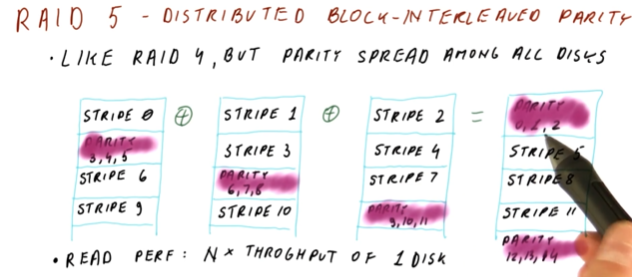 RAID 5 - DISTRIBUTED BLOCK-INTERLEAVED PARITY
• LIKE RAID 4, BUT PARITY SPREAD AMONG ALL DISKS
STRIPE 0 ⊕ STRIPE 1 ⊕ STRIPE 2 = PARITY 0, 1, 2
PARITY 3, 4, 5 STRIPE 3 STRIPE 4 STRIPE 5
STRIPE 6 PARITY 6, 7, 8 STRIPE 7 STRIPE 8
STRIPE 9 STRIPE 10 PARITY 9, 10, 11 STRIPE 11
PARITY 12, 13, 14
• READ PERF: N × THROGHPUT OF 1 DISK